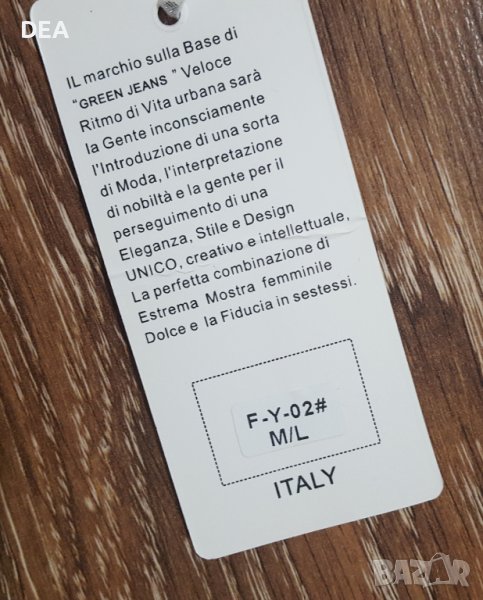 DEA
IL marchio sulla Base di
"GREEN JEANS " Veloce
Ritmo di Vita urbana sarà
la Gente inconsciamente
l'Introduzione di una sorta
di Moda, l'interpretazione
di nobiltà e la gente per il
perseguimento di una
Eleganza, Stile e Design
UNICO, creativo e intellettuale,
La perfetta combinazione di
Estrema Mostra femminile
Dolce e la Fiducia in sestessi.
F-Y-02#
M/L
ITALY
BAZAR